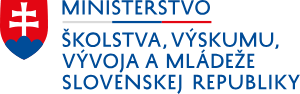 MINISTERSTVO
ŠKOLSTVA, VÝSKUMU,
VÝVOJA A MLÁDEŽE
SLOVENSKEJ REPUBLIKY